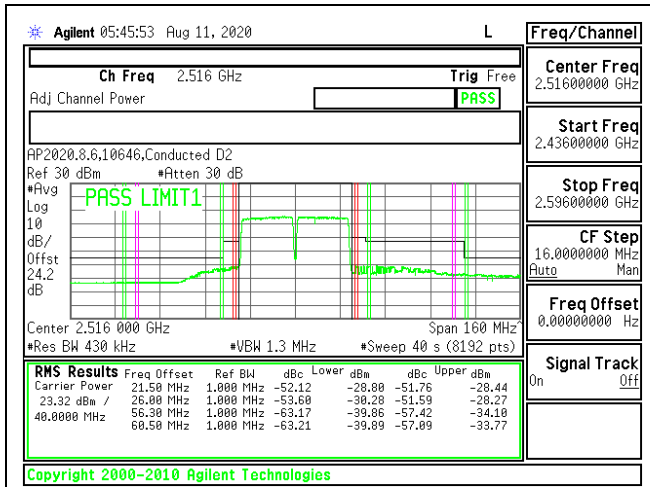 Agilent 05:45:53 Aug 11, 2020 L
Ch Freq 2.516 GHz Trig Free
Adj Channel Power PASS
AP2020.8.6,10646,Conducted D2
Ref 30 dBm #Atten 30 dB
#Avg
Log
10
dB/
Offst
24.2
dB
PASS LIMIT1
Center 2.516 000 GHz Span 160 MHz^
#Res BW 430 kHz #VBW 1.3 MHz #Sweep 40 s (8192 pts)
RMS Results Freq Offset Ref BW dBc Lower dBm dBc Upper dBm
Carrier Power 21.50 MHz 1.000 MHz -52.12 -28.80 -51.76 -28.44
23.32 dBm / 26.00 MHz 1.000 MHz -53.60 -30.28 -51.59 -28.27
40.0000 MHz 56.30 MHz 1.000 MHz -63.17 -39.86 -57.42 -34.10
60.50 MHz 1.000 MHz -63.21 -39.89 -57.09 -33.77
Copyright 2000-2010 Agilent Technologies
Freq/Channel
Center Freq
2.51600000 GHz
Start Freq
2.43600000 GHz
Stop Freq
2.59600000 GHz
CF Step
16.0000000 MHz
Auto Man
Freq Offset
0.00000000 Hz
Signal Track
On Off